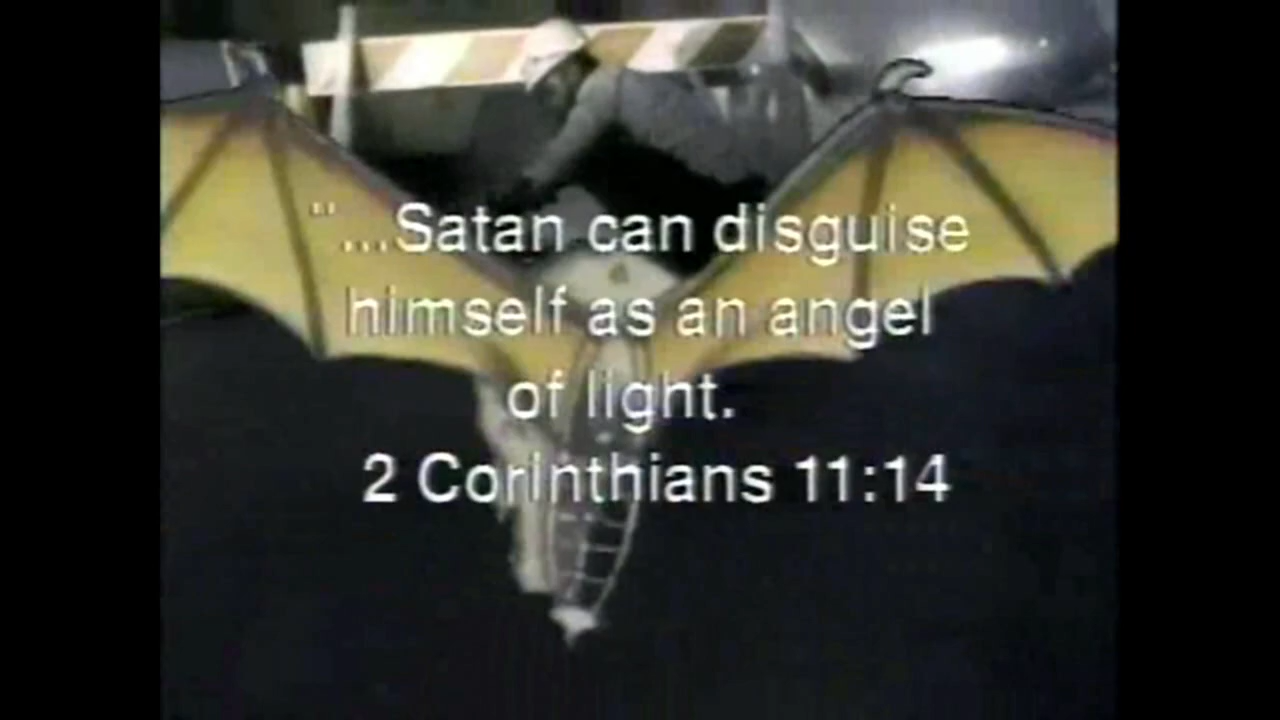 "...Satan can disguise
himself as an angel
of light.
2 Corinthians 11:14